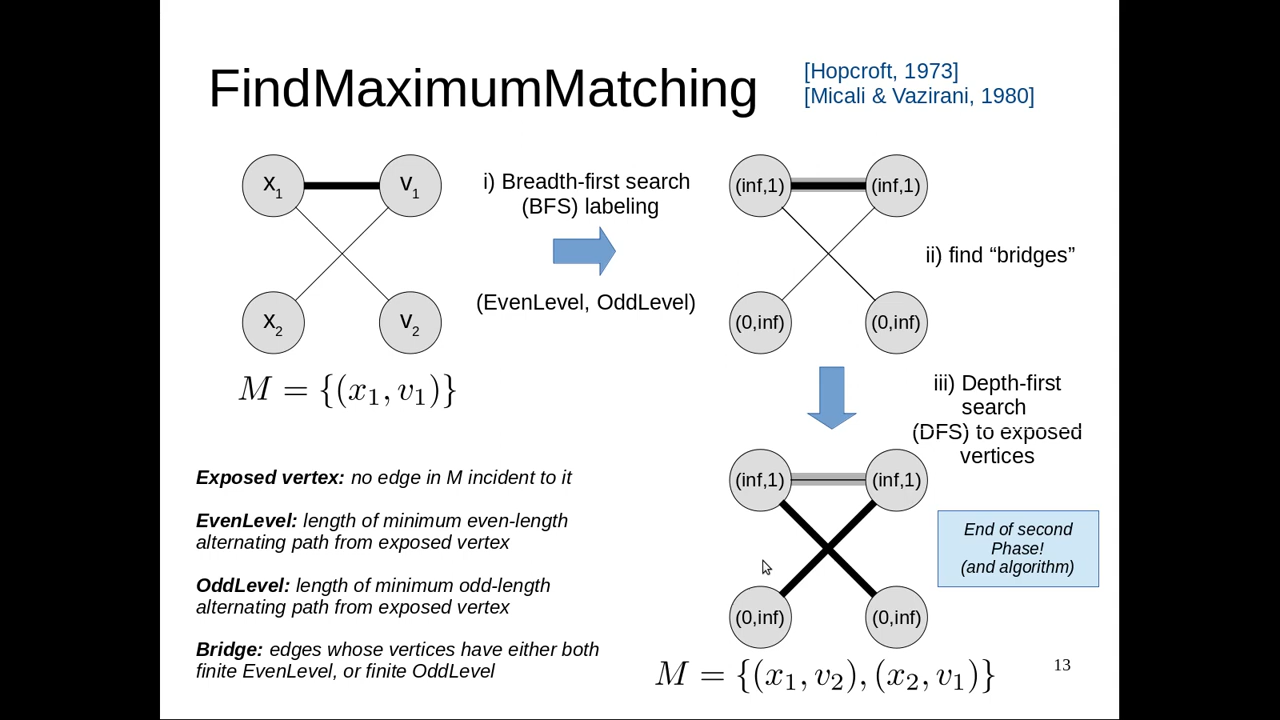 FindMaximumMatching
[Hopcroft, 1973]
[Micali & Vazirani, 1980]
x1
v1
x2
v2
M = {(x1, v1)}
i) Breadth-first search
(BFS) labeling
(EvenLevel, OddLevel)
(inf,1)
(inf,1)
(0,inf)
(0,inf)
ii) find “bridges”
iii) Depth-first
search
(DFS) to exposed
vertices
(inf,1)
(inf,1)
(0,inf)
(0,inf)
End of second
Phase!
(and algorithm)
M = {(x1, v2), (x2, v1)}
Exposed vertex: no edge in M incident to it
EvenLevel: length of minimum even-length
alternating path from exposed vertex
OddLevel: length of minimum odd-length
alternating path from exposed vertex
Bridge: edges whose vertices have either both
finite EvenLevel, or finite OddLevel
13